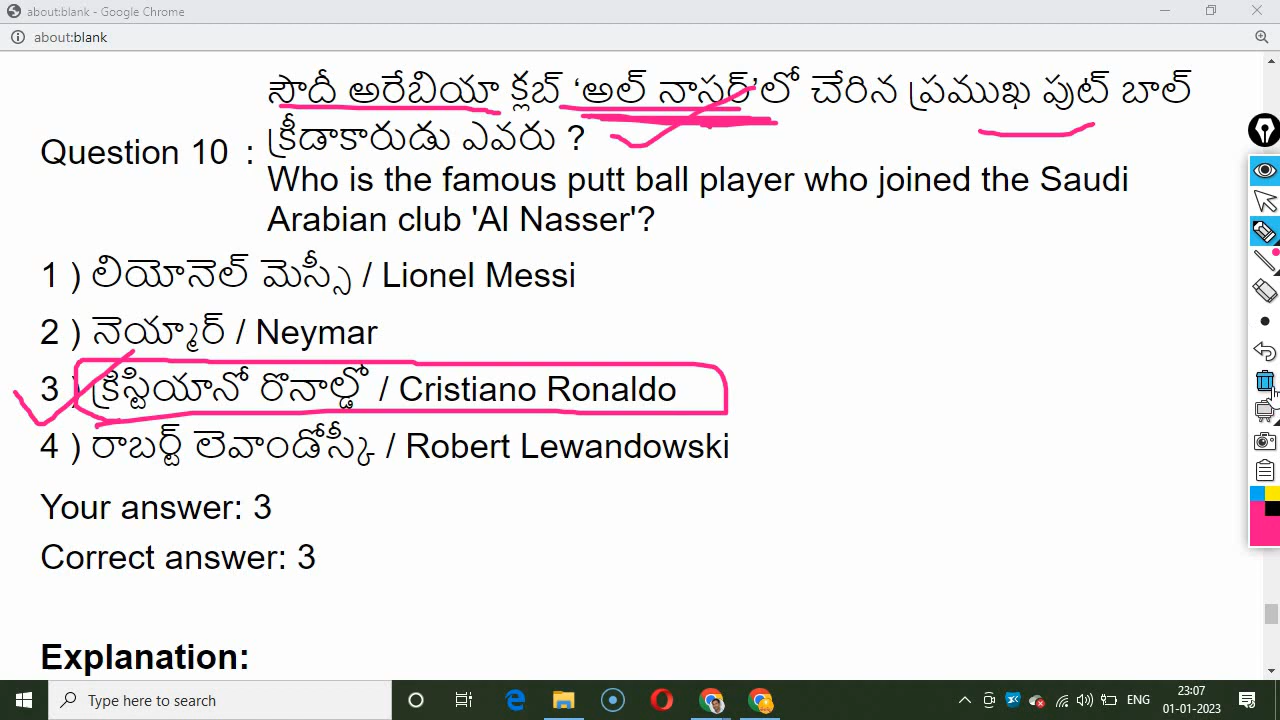 about:blank - Google Chrome
about:blank
సౌదీ అరేబియా క్లబ్ ‘అల్ నాసర్’లో చేరిన ప్రముఖ పుట్ బాల్
క్రీడాకారుడు ఎవరు ?
Question 10 :
Who is the famous putt ball player who joined the Saudi
Arabian club 'Al Nasser'?
1 ) లియోనెల్ మెస్సీ / Lionel Messi
2 ) నెయ్మార్ / Neymar
3 ) క్రిస్టియానో రొనాల్డో / Cristiano Ronaldo
4 ) రాబర్ట్ లెవాండోస్కీ / Robert Lewandowski
Your answer: 3
Correct answer: 3
Explanation:
Type here to search
ENG
23:07
01-01-2023